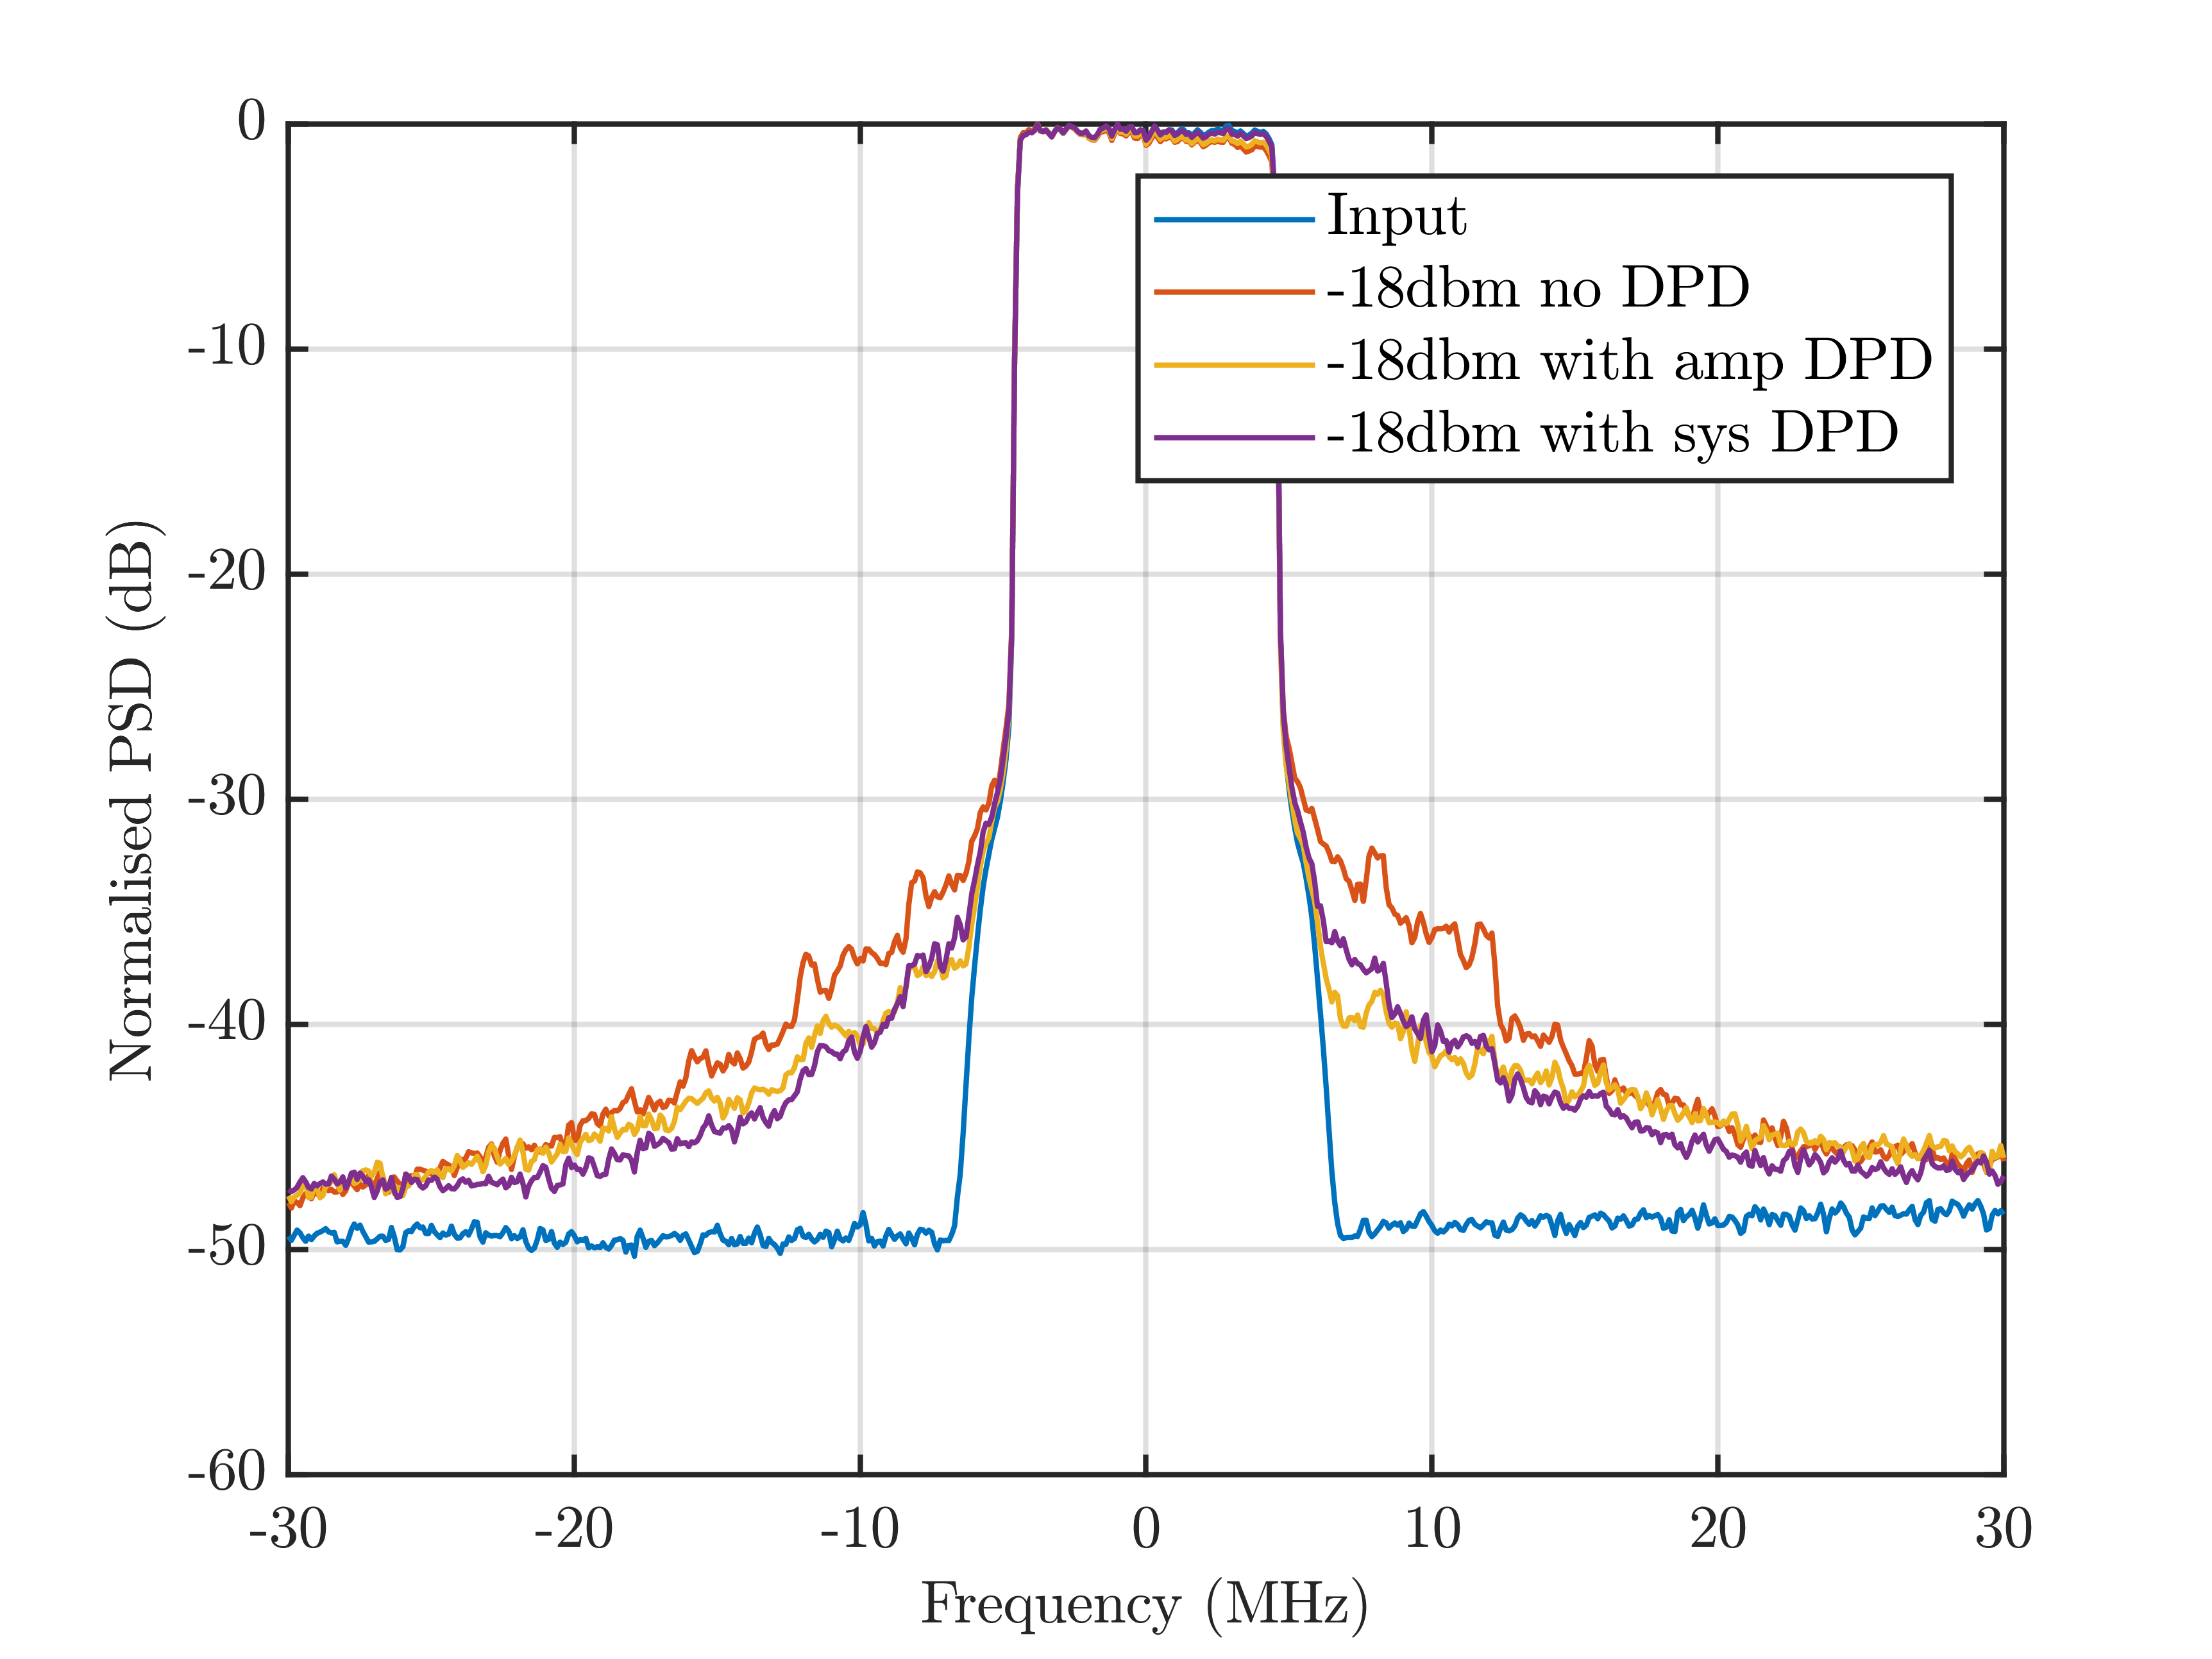 0
-10
-20
-30
-40
-50
-60
Normalised PSD (dB)
Input
-18dbm no DPD
-18dbm with amp DPD
-18dbm with sys DPD
-30 -20 -10 0 10 20 30
Frequency (MHz)